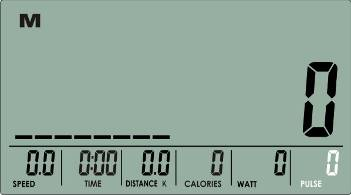 M
0
0.0 0:00 0.0 0 0 0
SPEED TIME DISTANCE K CALORIES WATT PULSE